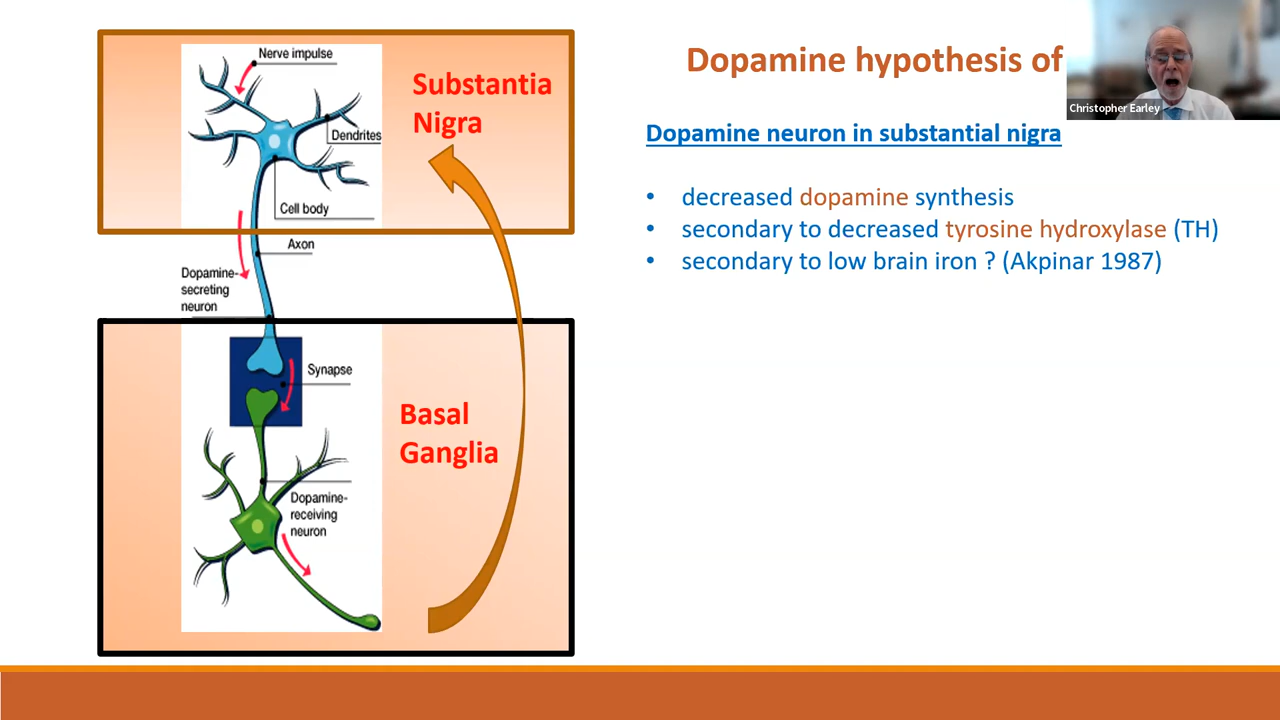 Nerve impulse
Substantia
Nigra
Dendrites
Cell body
Axon
Dopamine-
secreting
neuron
Synapse
Basal
Ganglia
Dopamine-
receiving
neuron
Dopamine hypothesis of
Christopher Earley
Dopamine neuron in substantial nigra
• decreased dopamine synthesis
• secondary to decreased tyrosine hydroxylase (TH)
• secondary to low brain iron ? (Akpinar 1987)